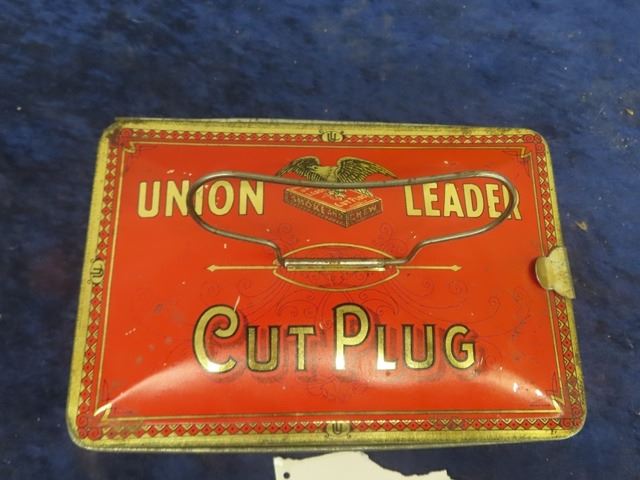 UNION LEADER
SMOKE AND CHEW
CUT PLUG